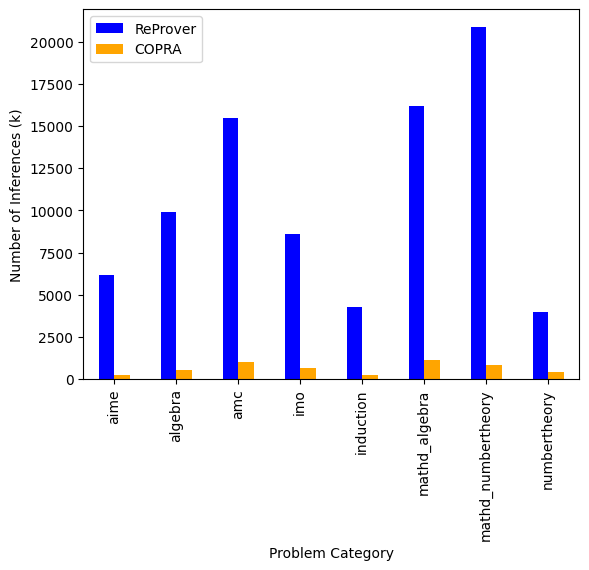 ReProver
COPRA
Number of Inferences (k)
20000
17500
15000
12500
10000
7500
5000
2500
0
aime
algebra
amc
imo
induction
mathd_algebra
mathd_numbertheory
numbertheory
Problem Category